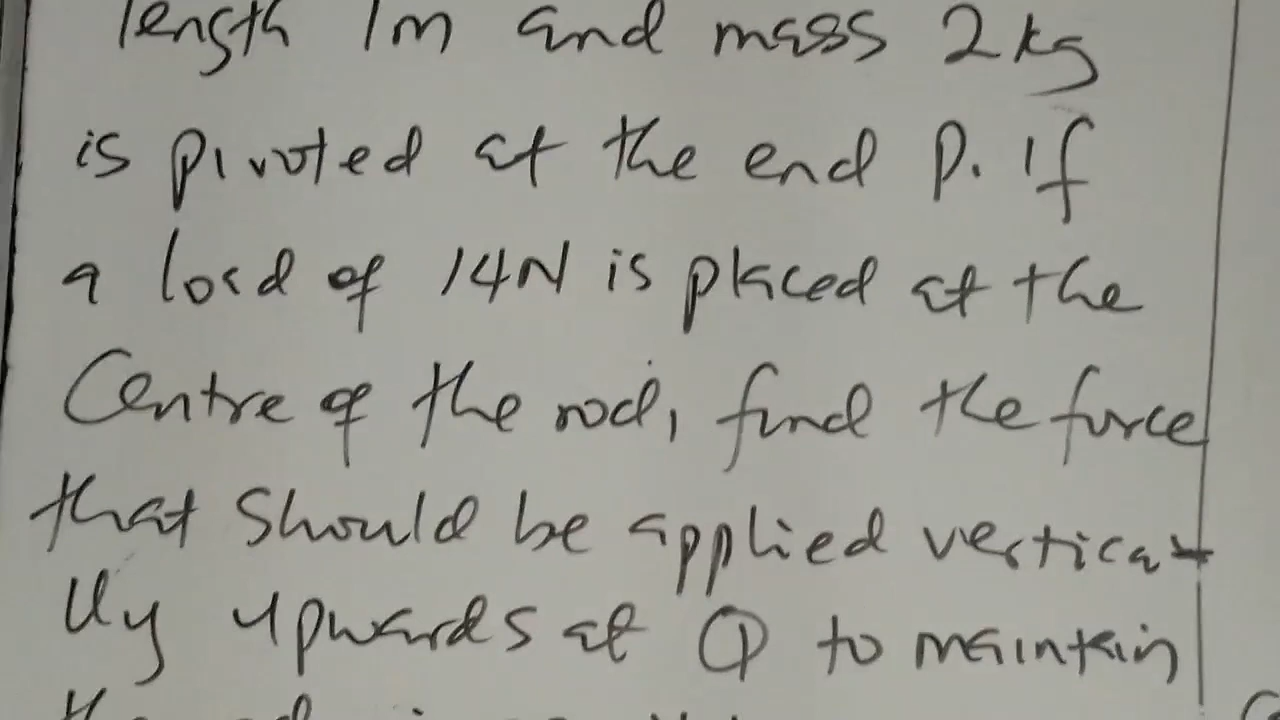 length 1m and mass 2kg
is pivoted at the end P. if
a load of 14N is placed at the
Centre of the rod, find the force
that should be applied vertica
lly upwards at Q to maintain